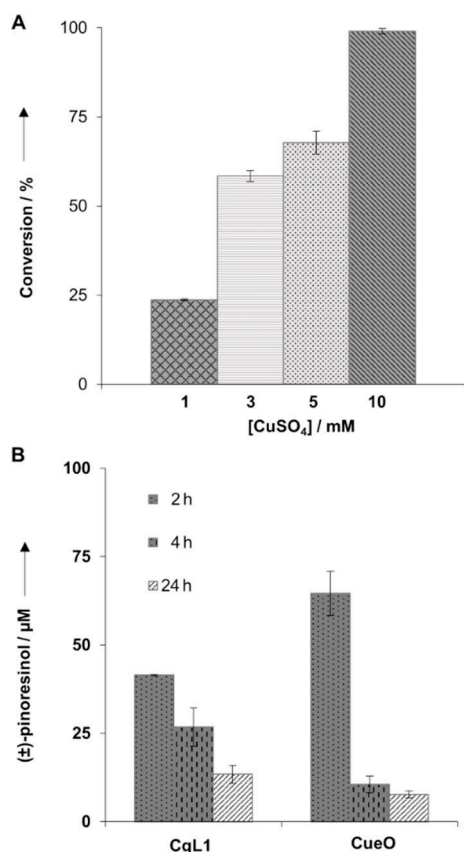 A
100
75
50
25
0
Conversion / %
1 3 5 10
[CuSO₄] / mM
B
100
75
50
25
0
(±)-pinoresinol / µM
2 h
4 h
24 h
CgL1 CueO